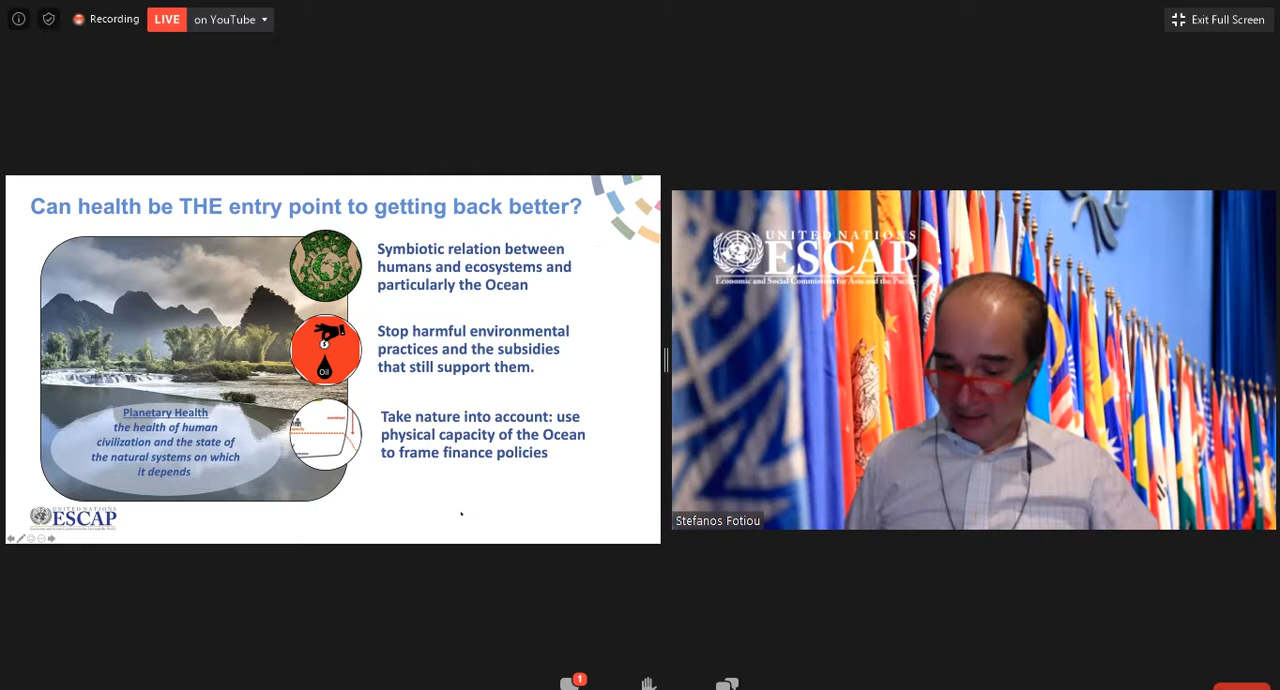 Recording
LIVE
on YouTube
Exit Full Screen
Can health be THE entry point to getting back better?
Symbiotic relation between
humans and ecosystems and
particularly the Ocean
Stop harmful environmental
practices and the subsidies
that still support them.
Oil
Planetary Health
the health of human
civilization and the state of
the natural systems on which
it depends
Take nature into account: use
physical capacity of the Ocean
to frame finance policies
UNITED NATIONS
ESCAP
UNITED NATIONS
ESCAP
Economic and Social Commission for Asia and the Pacific
Stefanos Fotiou
1